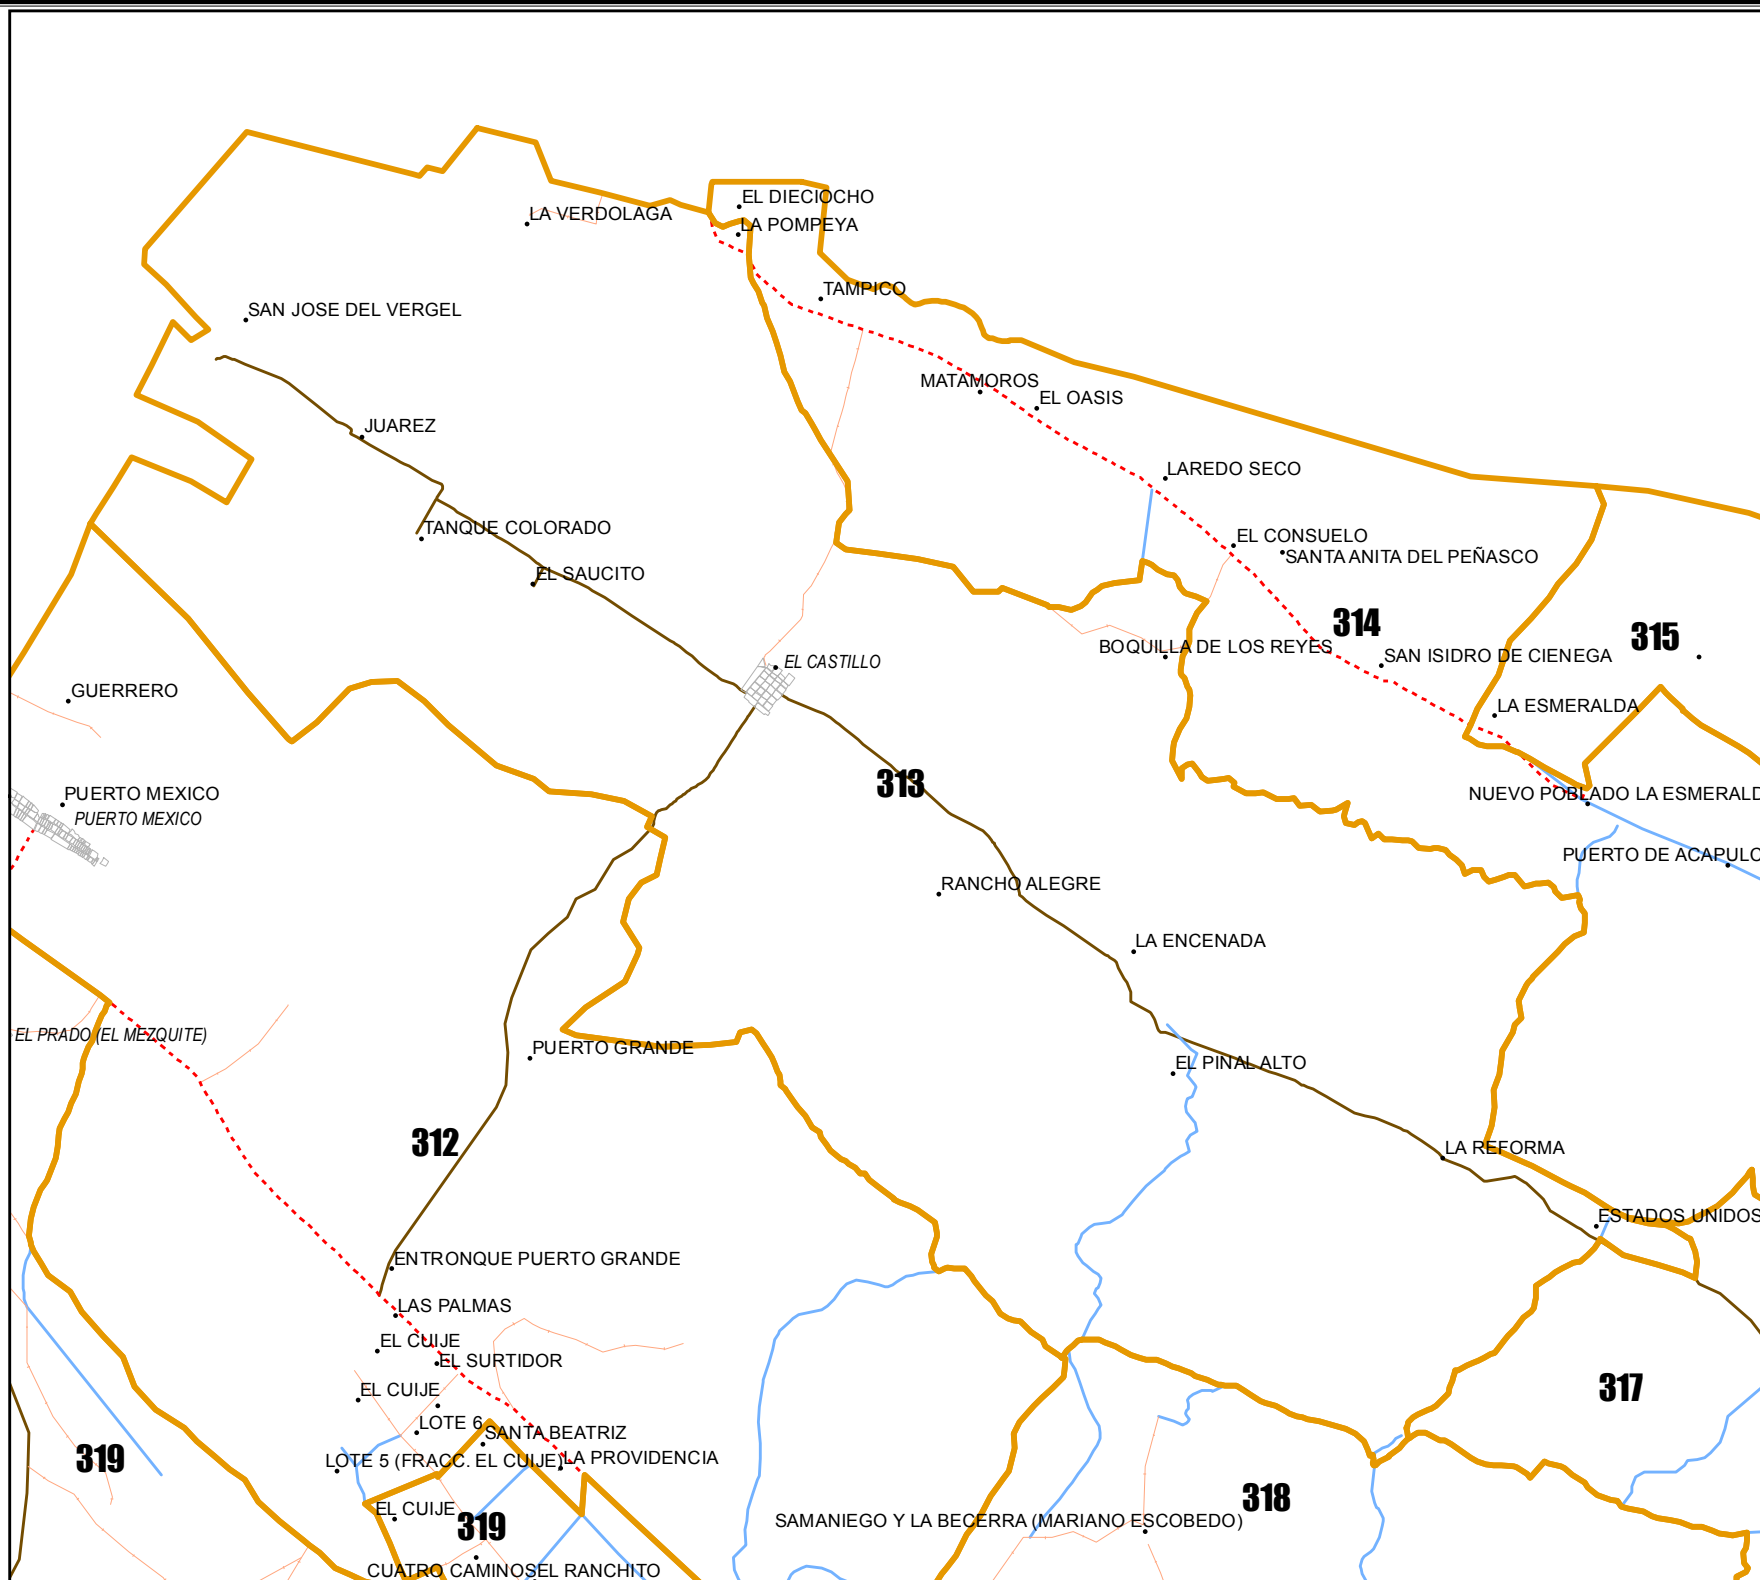 EL DIECIOCHO
LA VERDOLAGA
LA POMPEYA
TAMPICO
SAN JOSE DEL VERGEL
MATAMOROS
EL OASIS
JUAREZ
LAREDO SECO
TANQUE COLORADO
EL CONSUELO
SANTA ANITA DEL PEÑASCO
EL SAUCITO
314
315
BOQUILLA DE LOS REYES
SAN ISIDRO DE CIENEGA
EL CASTILLO
GUERRERO
LA ESMERALDA
313
PUERTO MEXICO
NUEVO POBLADO LA ESMERALD
PUERTO MEXICO
PUERTO DE ACAPULC
RANCHO ALEGRE
LA ENCENADA
EL PRADO (EL MEZQUITE)
PUERTO GRANDE
EL PINAL ALTO
312
LA REFORMA
ESTADOS UNIDOS
ENTRONQUE PUERTO GRANDE
LAS PALMAS
EL CUIJE
EL SURTIDOR
EL CUIJE
317
LOTE 6
SANTA BEATRIZ
319
LOTE 5 (FRACC. EL CUIJE)
LA PROVIDENCIA
318
EL CUIJE
319
SAMANIEGO Y LA BECERRA (MARIANO ESCOBEDO)
CUATRO CAMINOS
EL RANCHITO